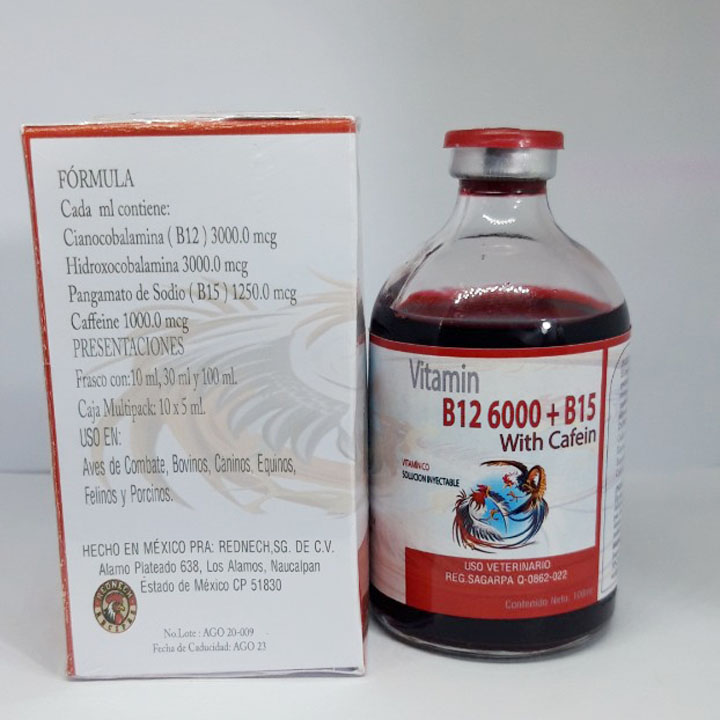 FÓRMULA
Cada ml contiene:
Cianocobalamina ( B12 ) 3000.0 mcg
Hidroxocobalamina 3000.0 mcg
Pangamato de Sodio ( B15 ) 1250.0 mcg
Caffeine 1000.0 mcg
PRESENTACIONES
Frasco con: 10 ml, 30 ml y 100 ml.
Caja Multipack: 10 x 5 ml.
USO EN:
Aves de Combate, Bovinos, Caninos, Equinos,
Felinos y Porcinos.
HECHO EN MÉXICO PRA: REDNECH,SG. DE C.V.
Alamo Plateado 638, Los Alamos, Naucalpan
Éstado de México CP 51830
REDNECH
No.Lote : AGO 20-009
Fecha de Caducidad: AGO 23
Vitamin
B12 6000 + B15
With Cafein
VITAMINICO
SOLUCION INYECTABLE
USO VETERINARIO
REG.SAGARPA Q-0862-022
Contenido Neto: 100ml